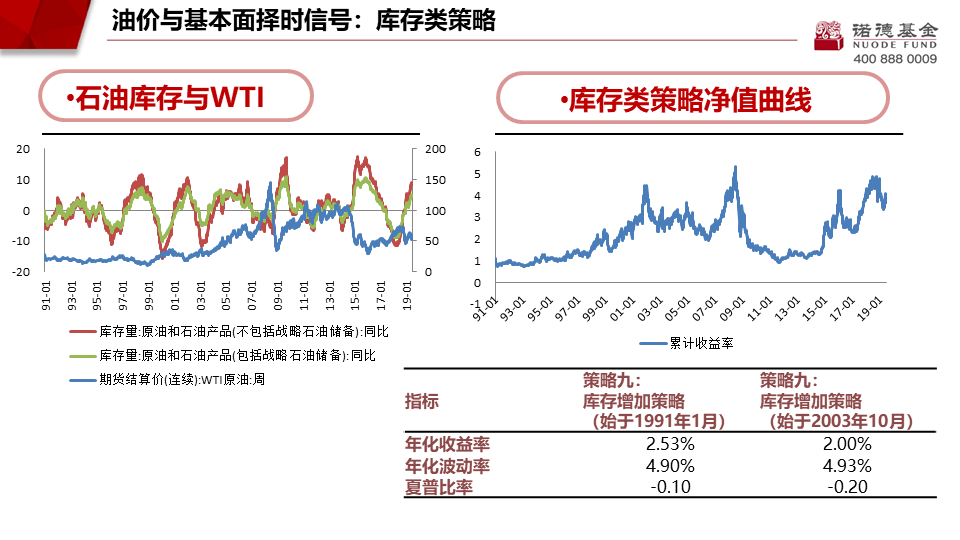 油价与基本面择时信号：库存类策略
诺德基金
NUODE FUND
400 888 0009
•石油库存与WTI
•库存类策略净值曲线
20
10
0
-10
-20
200
150
100
50
0
91-01
93-01
95-01
97-01
99-01
01-01
03-01
05-01
07-01
09-01
11-01
13-01
15-01
17-01
19-01
库存量:原油和石油产品(不包括战略石油储备):同比
库存量:原油和石油产品(包括战略石油储备):同比
期货结算价(连续):WTI原油:周
6
5
4
3
2
1
0
-1
91-01
93-01
95-01
97-01
99-01
01-01
03-01
05-01
07-01
09-01
11-01
13-01
15-01
17-01
19-01
累计收益率
指标
策略九：
库存增加策略
（始于1991年1月）
策略九：
库存增加策略
（始于2003年10月）
年化收益率 2.53% 2.00%
年化波动率 4.90% 4.93%
夏普比率 -0.10 -0.20